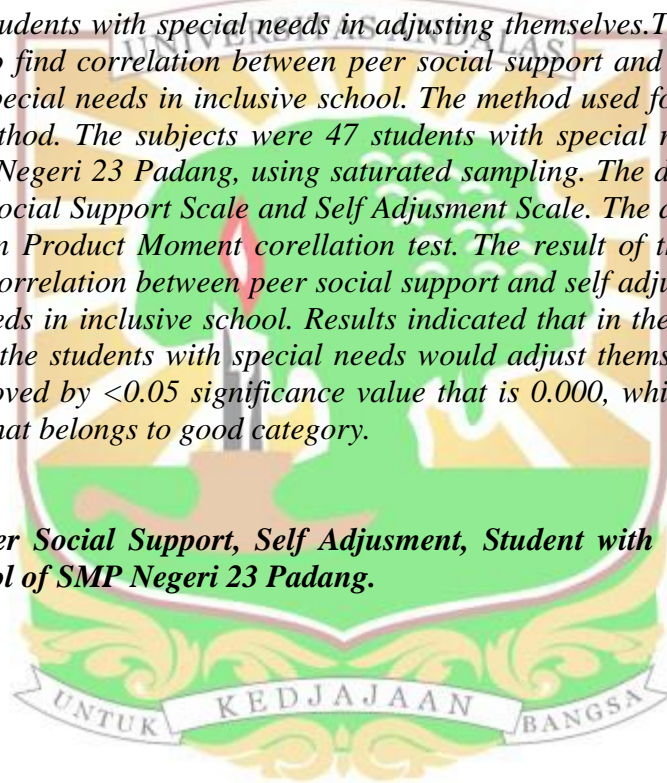 udents with special needs in adjusting themselves.T
UNIVERSITAS ANDALAS
find correlation between peer social support and
pecial needs in inclusive school. The method used fo
thod. The subjects were 47 students with special
Negeri 23 Padang, using saturated sampling. The
ocial Support Scale and Self Adjusment Scale. The
n Product Moment corellation test. The result of
orrelation between peer social support and self adju
eds in inclusive school. Results indicated that in the
the students with special needs would adjust thems
oved by <0.05 significance value that is 0.000, whi
hat belongs to good category.
er Social Support, Self Adjusment, Student with
ol of SMP Negeri 23 Padang.
UNTUK KEDJAJAAN BANGSA